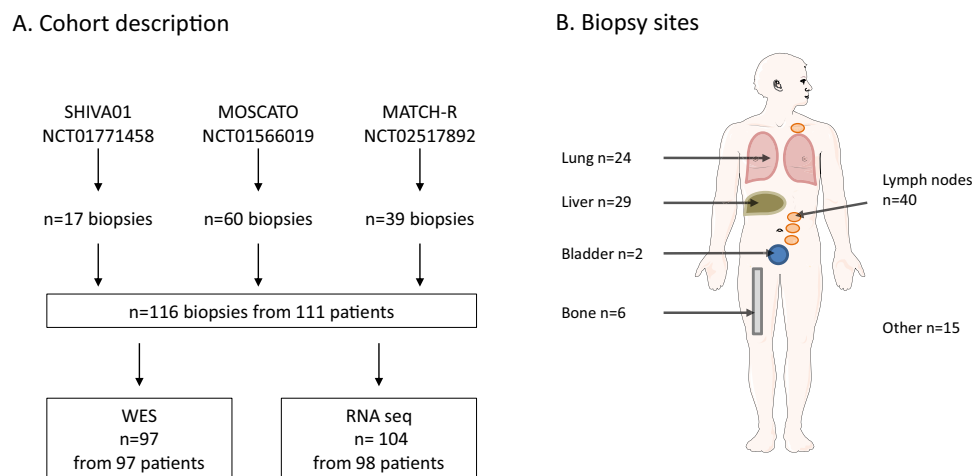 A. Cohort description
SHIVA01
NCT01771458
MOSCATO
NCT01566019
MATCH-R
NCT02517892
n=17 biopsies
n=60 biopsies
n=39 biopsies
n=116 biopsies from 111 patients
WES
n=97
from 97 patients
RNA seq
n= 104
from 98 patients
B. Biopsy sites
Lung n=24
Liver n=29
Bladder n=2
Bone n=6
Lymph nodes
n=40
Other n=15